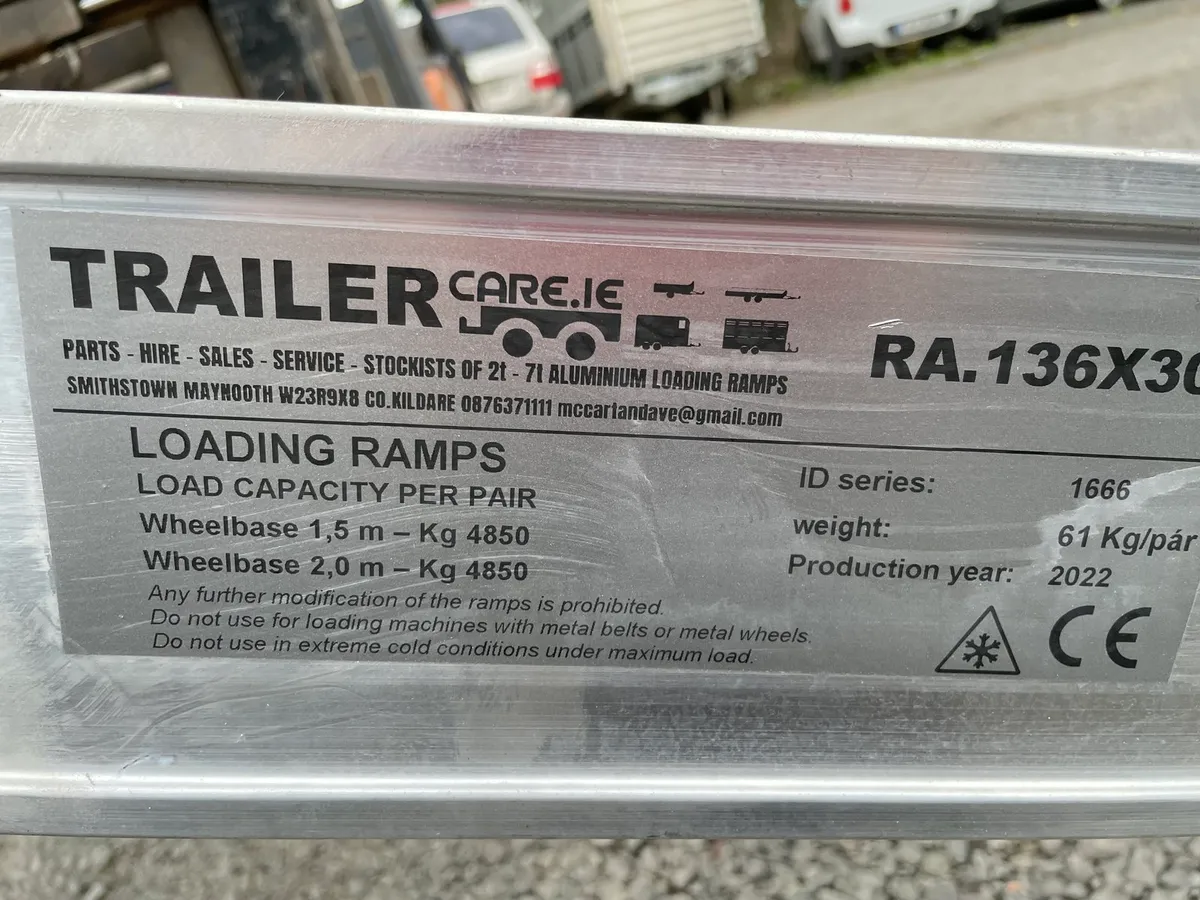 TRAILER CARE.IE
PARTS - HIRE - SALES - SERVICE - STOCKISTS OF 2t - 7t ALUMINIUM LOADING RAMPS
SMITHSTOWN MAYNOOTH W23R9X8 CO.KILDARE 0876371111 mccarlandave@gmail.com
RA.136X30
LOADING RAMPS
LOAD CAPACITY PER PAIR
Wheelbase 1,5 m – Kg 4850
Wheelbase 2,0 m – Kg 4850
Any further modification of the ramps is prohibited.
Do not use for loading machines with metal belts or metal wheels.
Do not use in extreme cold conditions under maximum load.
ID series: 1666
weight: 61 Kg/pár
Production year: 2022
CE